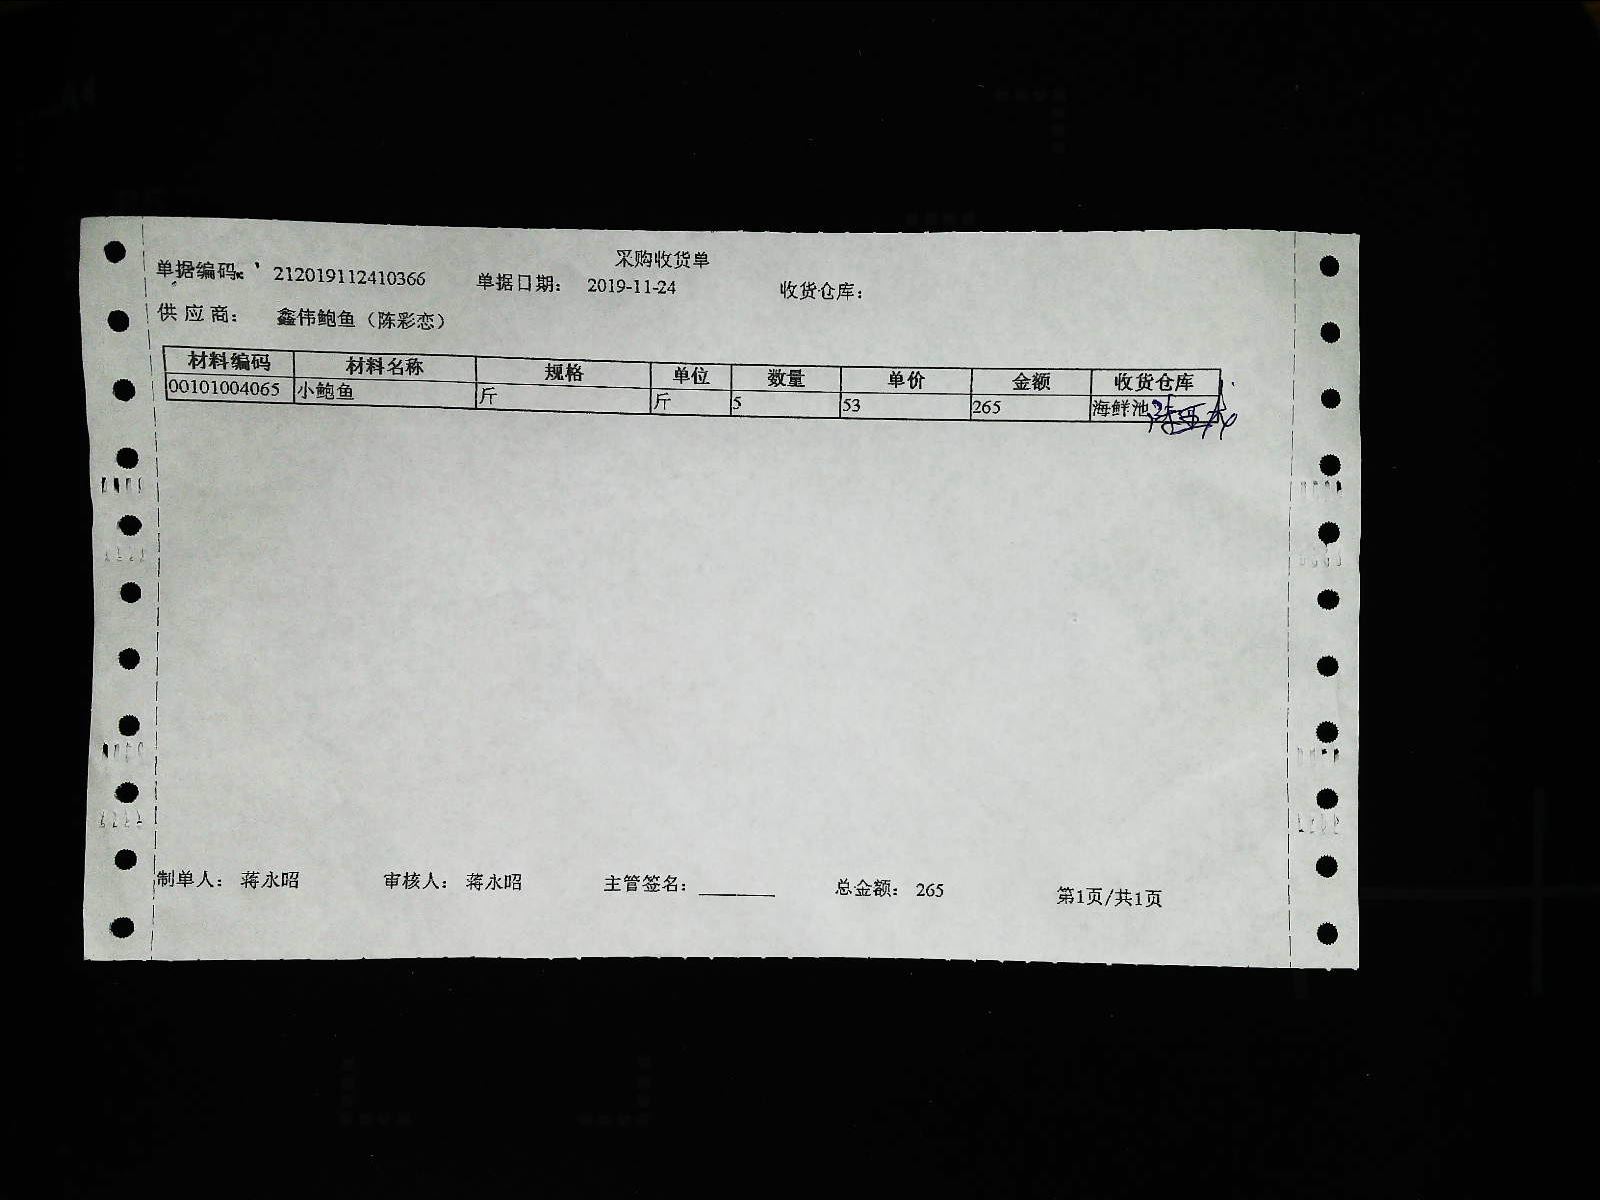 采购收货单
单据编码: 212019112410366 单据日期: 2019-11-24 收货仓库:
供应商: 鑫伟鲍鱼（陈彩恋）
材料编码 材料名称 规格 单位 数量 单价 金额 收货仓库
00101004065 小鲍鱼 斤 斤 5 53 265 海鲜池
制单人: 蒋永昭 审核人: 蒋永昭 主管签名: 总金额: 265 第1页/共1页